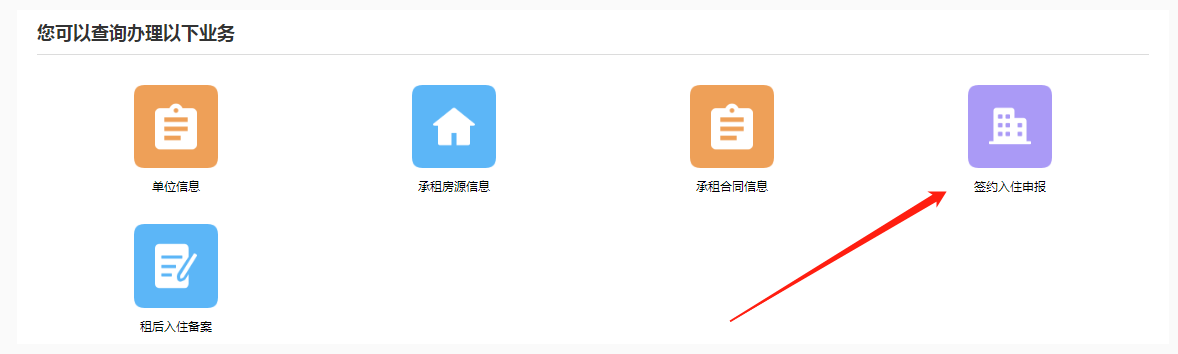 您可以查询办理以下业务
单位信息
承租房源信息
承租合同信息
签约入住申报
租后入住备案